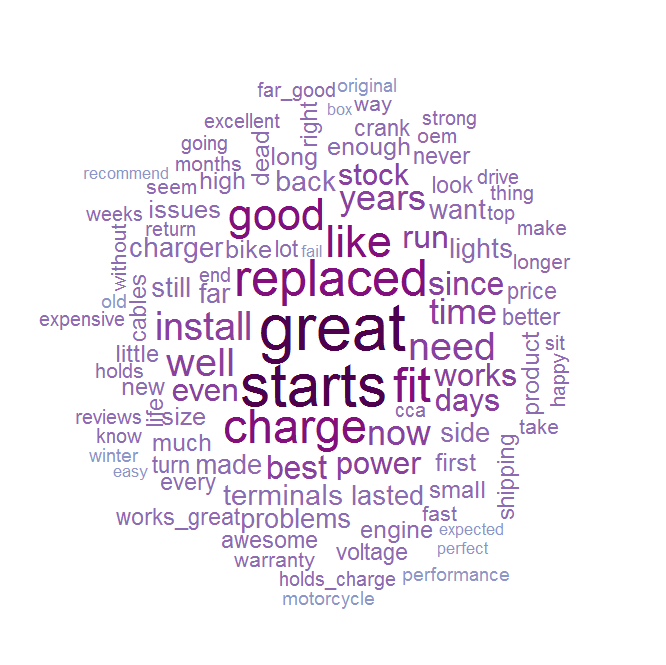 far_good original
box way
excellent right crank strong
going dead long enough oem
months never
recommend seem high back stock look drive
thing
weeks issues good years want top
without return like run make
charger bike lot fail lights
longer
end replaced since
old still far price
cables
expensive install great time better
little well need product sit
holds
new even starts fit works happy
life cca days
reviews size charge now side take
know much
winter turn made best power first shipping
easy every
terminals lasted small
works_great problems engine fast
awesome expected
warranty voltage perfect
holds_charge performance
motorcycle